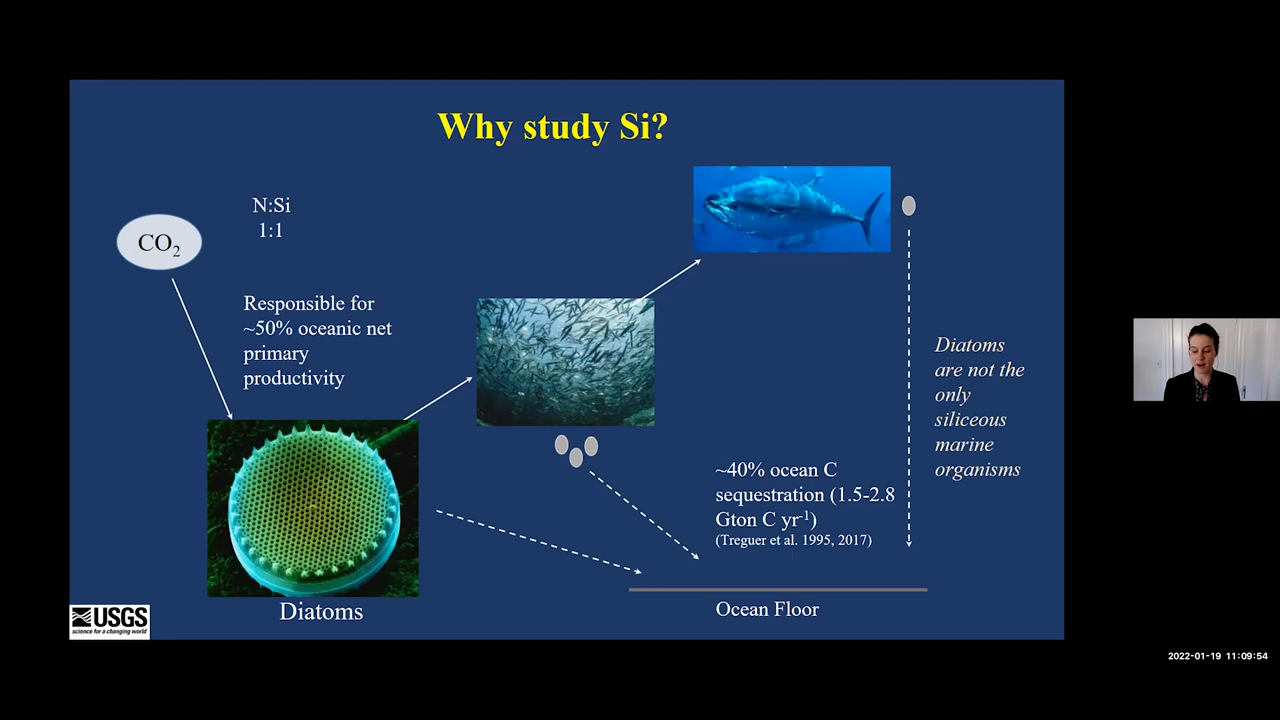 Why study Si?
N:Si
1:1
CO₂
Responsible for
~50% oceanic net
primary
productivity
Diatoms
are not the
only
siliceous
marine
organisms
~40% ocean C
sequestration (1.5-2.8
Gton C yr⁻¹)
(Treguer et al. 1995, 2017)
Diatoms
Ocean Floor
USGS
science for a changing world
2022-01-19 11:09:54